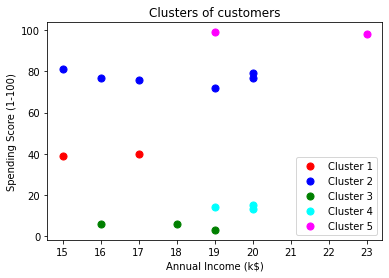 Clusters of customers
Spending Score (1-100)
100
80
60
40
20
0
Cluster 1
Cluster 2
Cluster 3
Cluster 4
Cluster 5
15 16 17 18 19 20 21 22 23
Annual Income (k$)